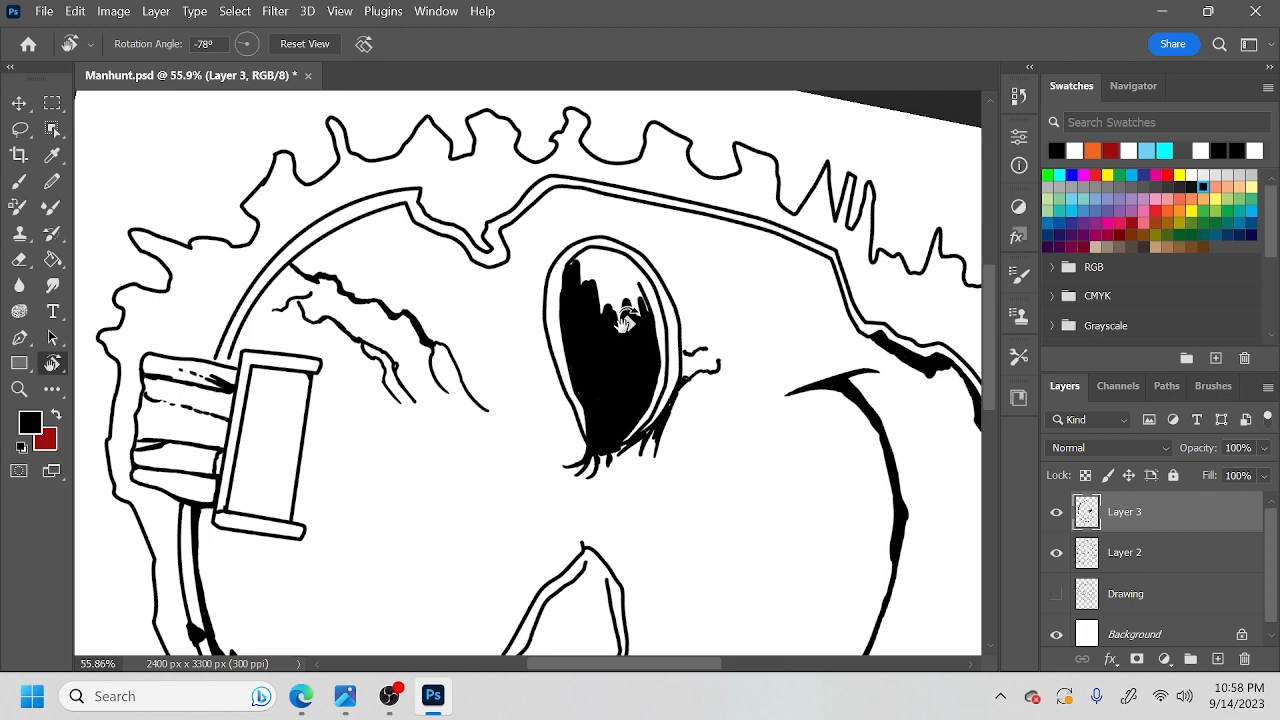 Ps File Edit Image Layer Type Select Filter 3D View Plugins Window Help
Rotation Angle: -78° Reset View Share
Manhunt.psd @ 55.9% (Layer 3, RGB/8) *
Swatches Navigator
Search Swatches
RGB
CMYK
Grayscale
Layers Channels Paths Brushes
Kind
Normal Opacity: 100%
Lock: Fill: 100%
Layer 3
Layer 2
Drawing
Background
55.86% 2400 px x 3300 px (300 ppi)
Search Ps 10:58 PM
9/14/2023